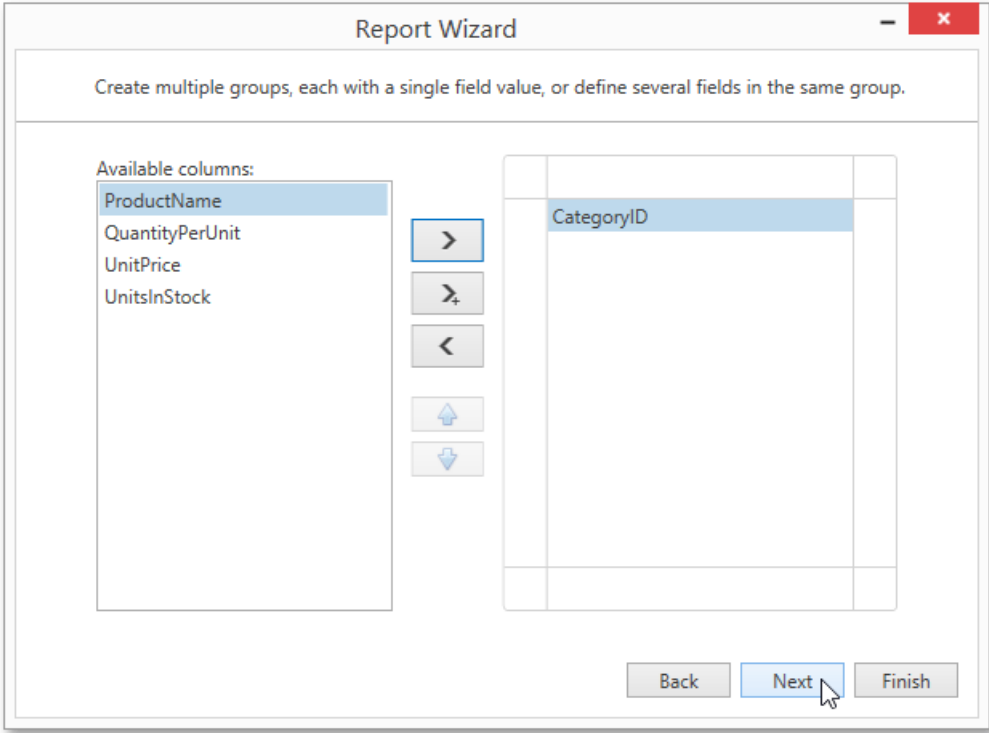 Report Wizard
Create multiple groups, each with a single field value, or define several fields in the same group.
Available columns:
ProductName
QuantityPerUnit
UnitPrice
UnitsInStock
CategoryID
Back
Next
Finish